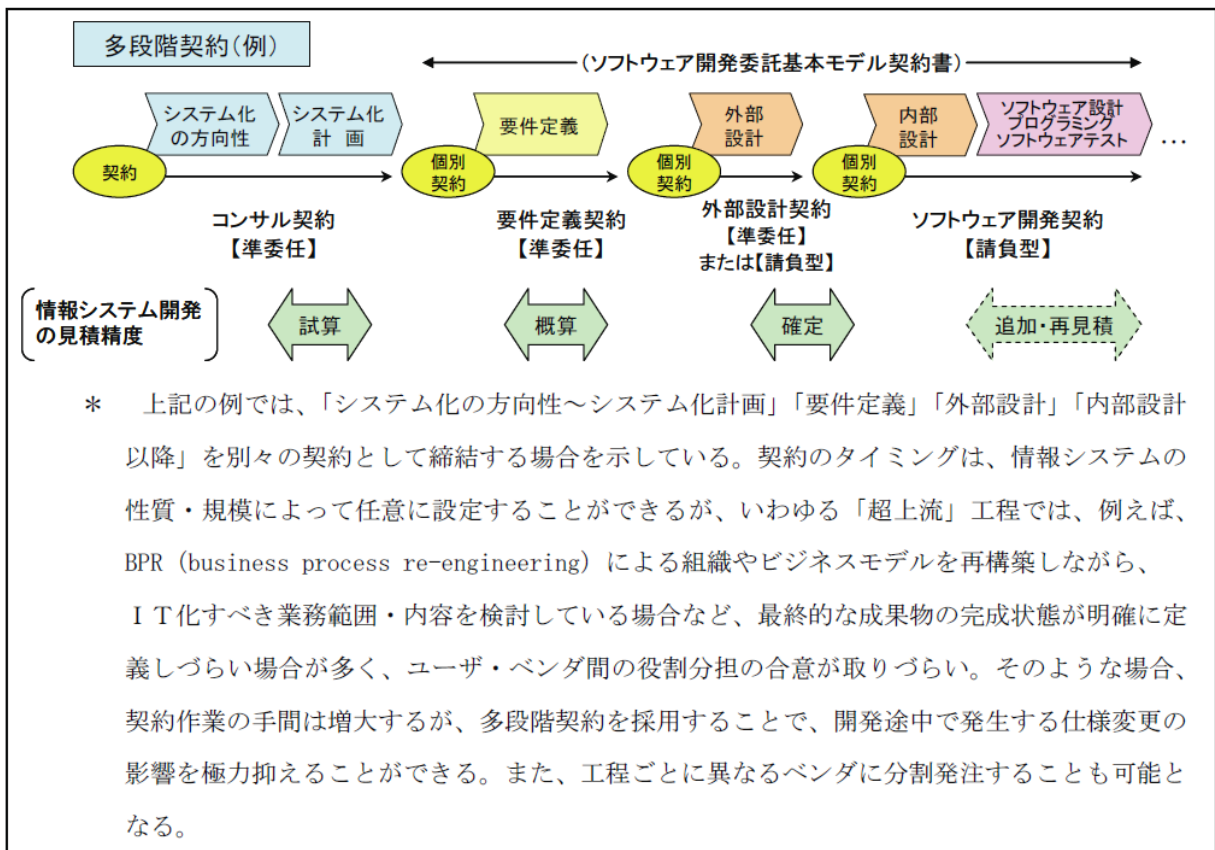 多段階契約(例)
(ソフトウェア開発委託基本モデル契約書)
システム化
の方向性
システム化
計 画
要件定義
外部
設計
内部
設計
ソフトウェア設計
プログラミング
ソフトウェアテスト
…
契約
個別
契約
個別
契約
個別
契約
コンサル契約
【準委任】
要件定義契約
【準委任】
外部設計契約
【準委任】
または【請負型】
ソフトウェア開発契約
【請負型】
情報システム開発
の見積精度
試算
概算
確定
追加・再見積
＊ 上記の例では、「システム化の方向性～システム化計画」「要件定義」「外部設計」「内部設計
以降」を別々の契約として締結する場合を示している。契約のタイミングは、情報システムの
性質・規模によって任意に設定することができるが、いわゆる「超上流」工程では、例えば、
BPR（business process re-engineering）による組織やビジネスモデルを再構築しながら、
ＩＴ化すべき業務範囲・内容を検討している場合など、最終的な成果物の完成状態が明確に定
義しづらい場合が多く、ユーザ・ベンダ間の役割分担の合意が取りづらい。そのような場合、
契約作業の手間は増大するが、多段階契約を採用することで、開発途中で発生する仕様変更の
影響を極力抑えることができる。また、工程ごとに異なるベンダに分割発注することも可能と
なる。